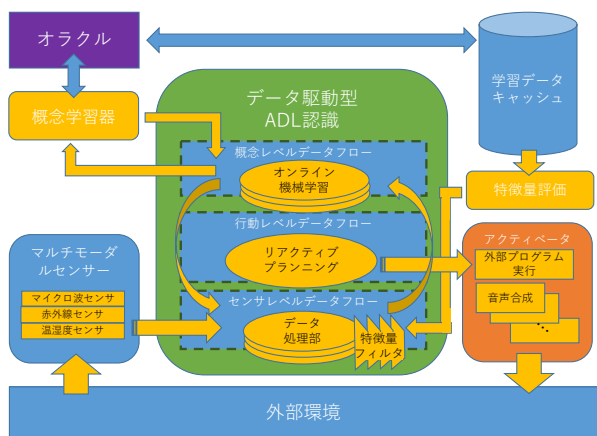 オラクル
概念学習器
データ駆動型
ADL認識
学習データ
キャッシュ
概念レベルデータフロー
オンライン
機械学習
特徴量評価
行動レベルデータフロー
リアクティブ
プランニング
マルチモーダ
ルセンサー
マイクロ波センサ
赤外線センサ
温湿度センサ
センサレベルデータフロー
データ
処理部
特徴量
フィルタ
アクティベータ
外部プログラム
実行
音声合成
⋱
外部環境